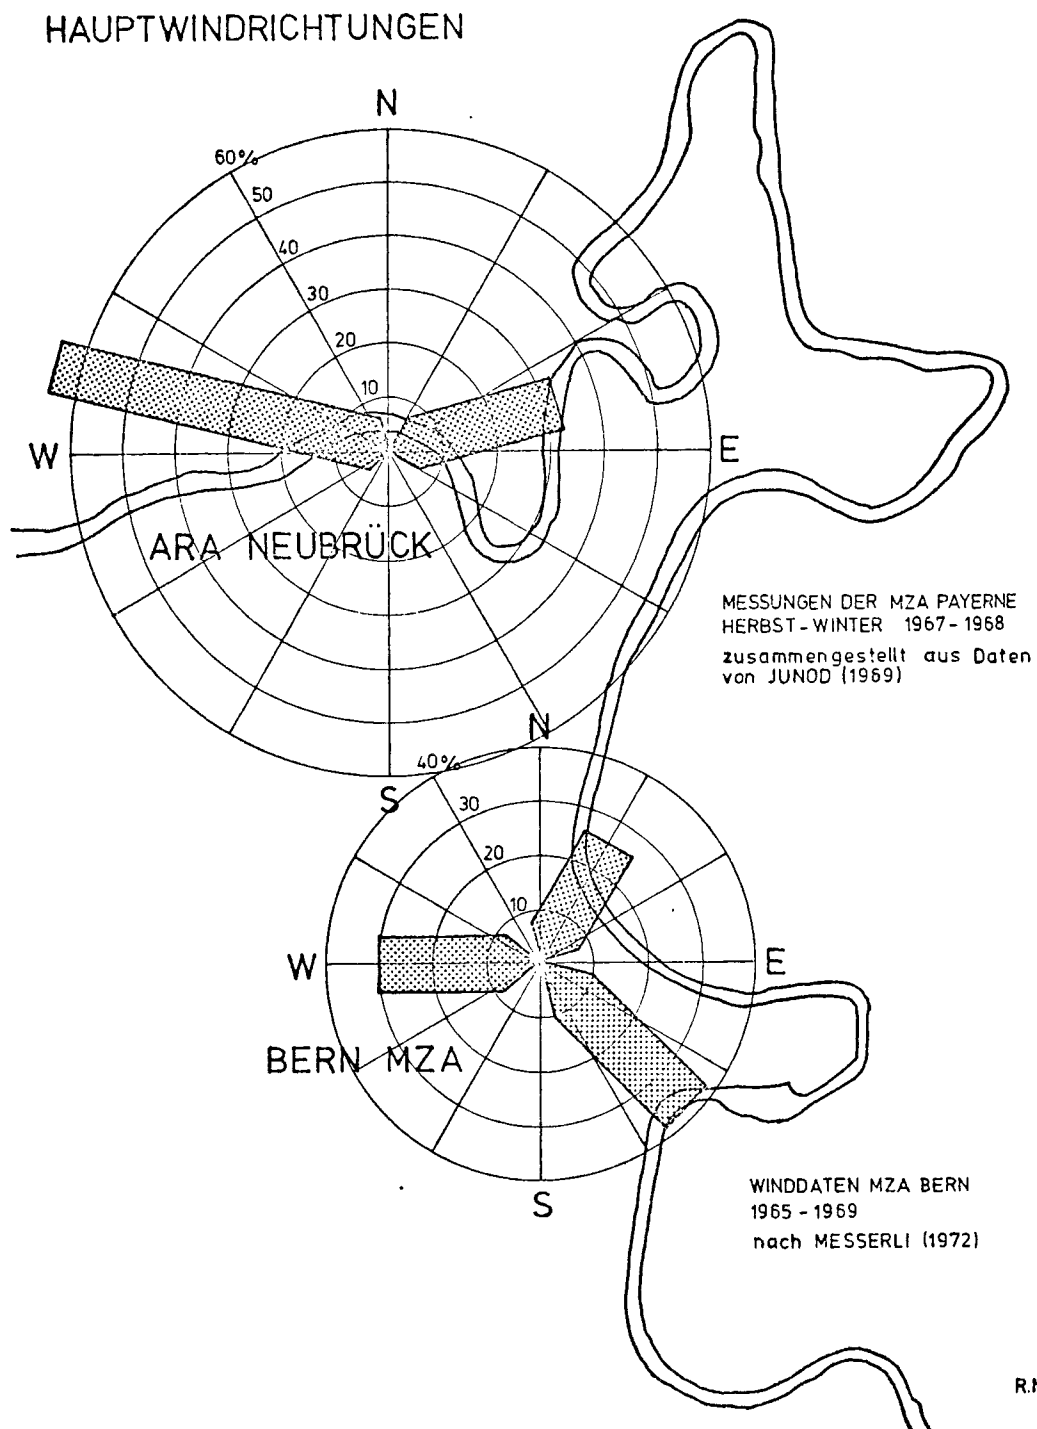 HAUPTWINDRICHTUNGEN
N
60%
50
40
30
20
10
W
E
ARA NEUBRÜCK
S
MESSUNGEN DER MZA PAYERNE
HERBST-WINTER 1967-1968
zusammengestellt aus Daten
von JUNOD (1969)
N
40%
30
20
10
W
E
BERN MZA
S
WINDDATEN MZA BERN
1965-1969
nach MESSERLI (1972)